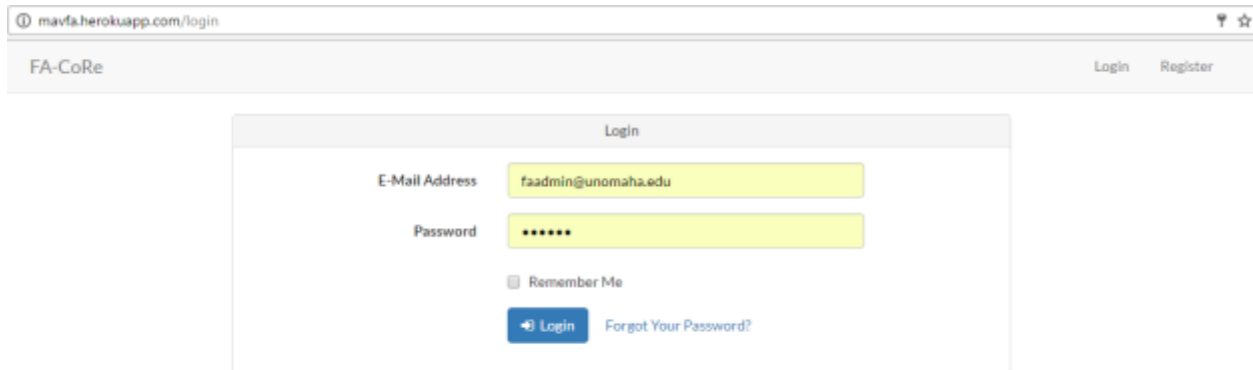 mavfa.herokuapp.com/login
FA-CoRe Login Register
Login
E-Mail Address faadmin@unomaha.edu
Password ••••••
Remember Me
Login Forgot Your Password?